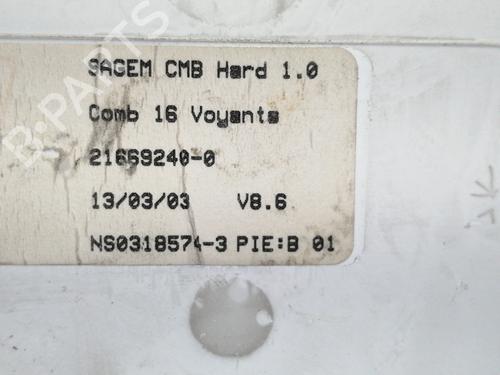 SAGEM CMB Hard 1.0
Comb 16 Voyants
21669240-0
13/03/03 V8.6
NS0318574-3 PIE:B 01
B-PARTS